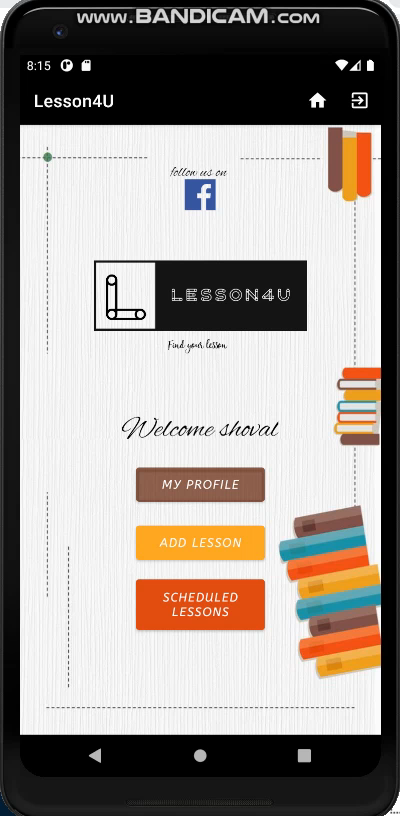 www.BANDICAM.com
8:15
Lesson4U
follow us on
f
LESSON4U
Find your lesson
Welcome shoval
MY PROFILE
ADD LESSON
SCHEDULED
LESSONS